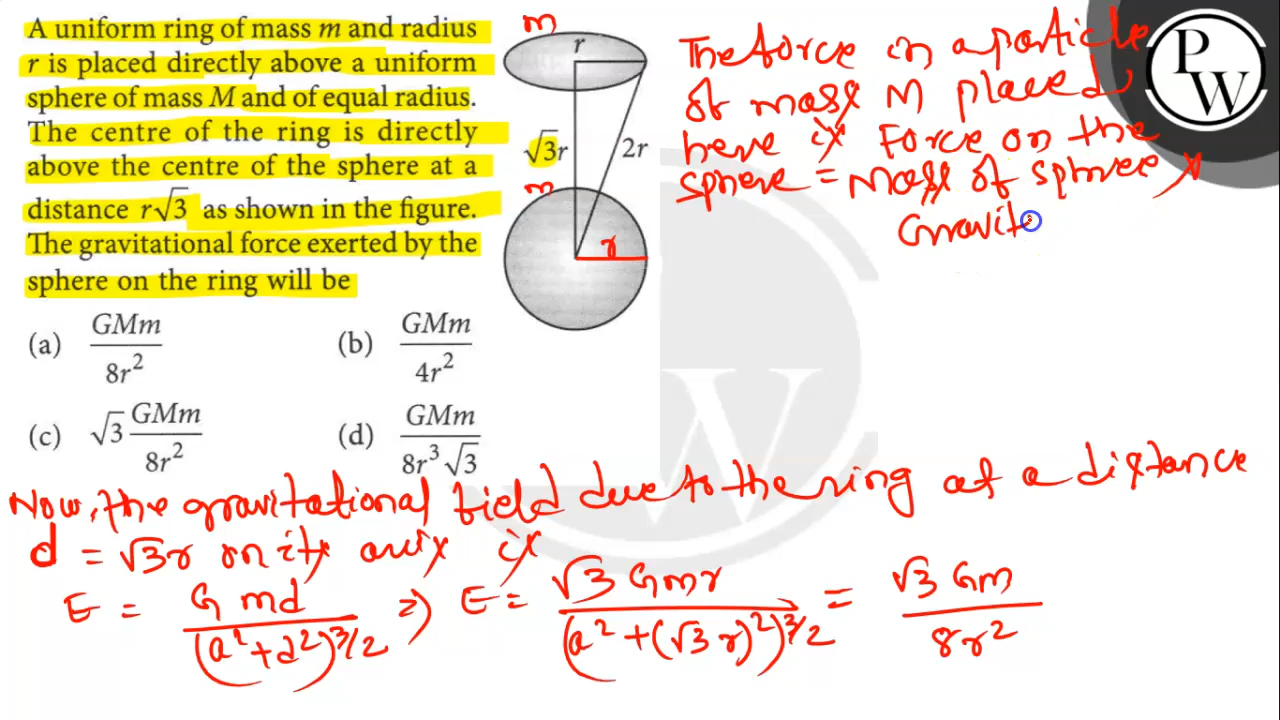 A uniform ring of mass m and radius
r is placed directly above a uniform
sphere of mass M and of equal radius.
The centre of the ring is directly
above the centre of the sphere at a
distance r√3 as shown in the figure.
The gravitational force exerted by the
sphere on the ring will be
(a) GMm/8r²
(b) GMm/4r²
(c) √3 GMm/8r²
(d) GMm/8r³√3
m
r
√3r
2r
m
r
The force in a particle
of mass M placed
here is Force on the
sphere = mass of sphree x
Gravit
P
W
Now, the gravitational field due to the ring at a distance
d = √3r on its axis is
E = G md/(a²+d²)^3/2 ⇒ E = √3 Gmr/(a²+(√3 r)²)^3/2 = √3 Gm/8r²
W